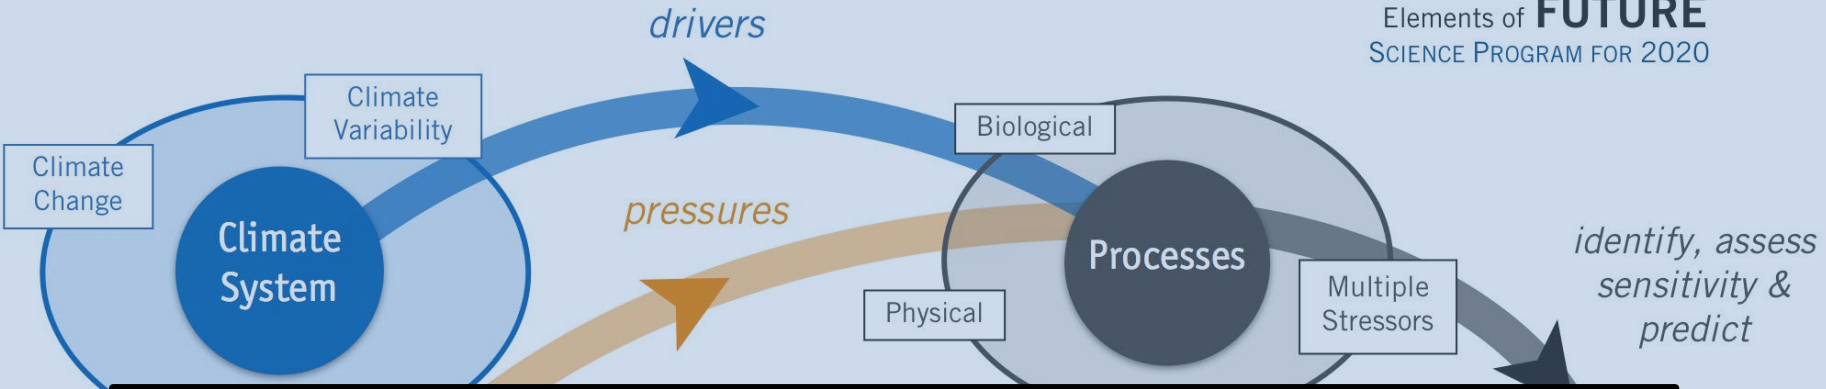 Elements of FUTURE
SCIENCE PROGRAM FOR 2020
drivers
Climate
Variability
Climate
Change
Climate
System
pressures
Biological
Processes
Physical
Multiple
Stressors
identify, assess
sensitivity &
predict